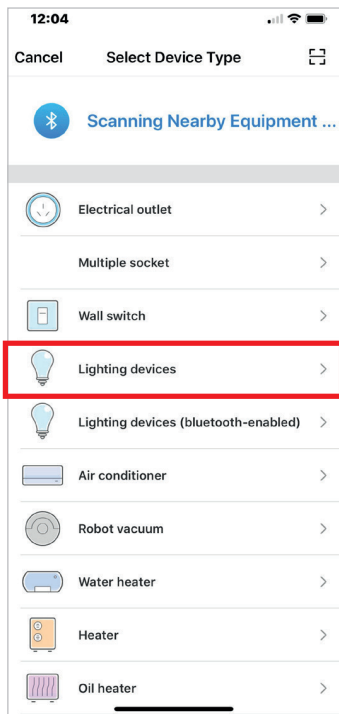 12:04
Cancel Select Device Type
Scanning Nearby Equipment ...
Electrical outlet
Multiple socket
Wall switch
Lighting devices
Lighting devices (bluetooth-enabled)
Air conditioner
Robot vacuum
Water heater
Heater
Oil heater